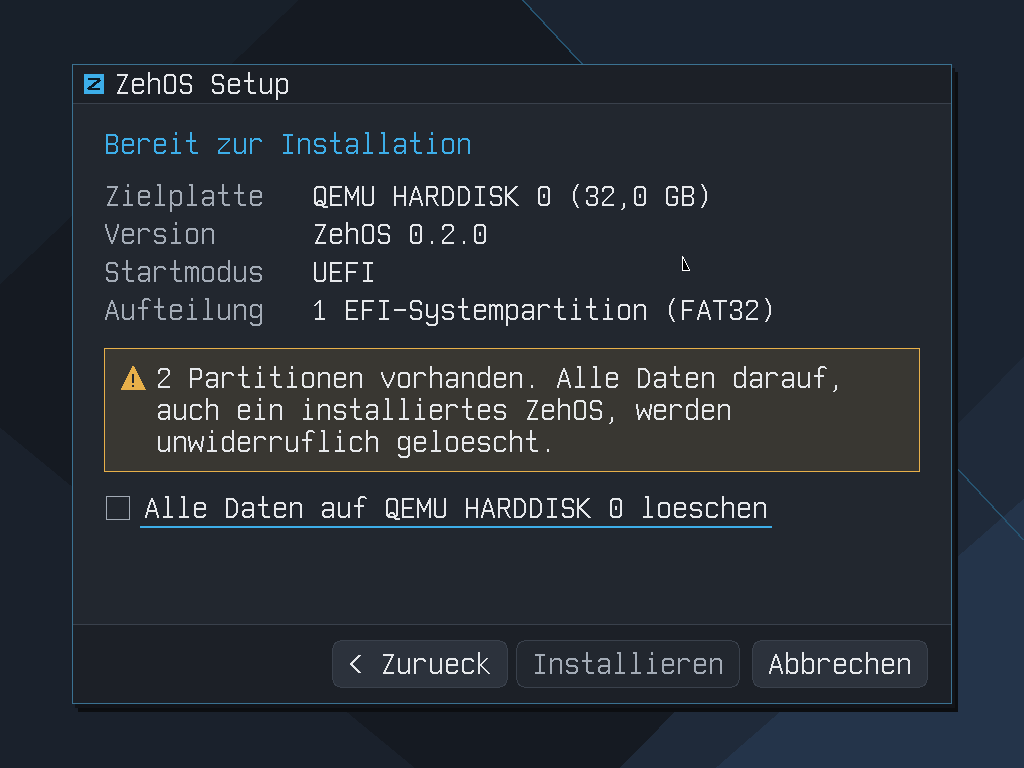 Z ZehOS Setup
Bereit zur Installation
Zielplatte QEMU HARDDISK 0 (32,0 GB)
Version ZehOS 0.2.0
Startmodus UEFI
Aufteilung 1 EFI-Systempartition (FAT32)
2 Partitionen vorhanden. Alle Daten darauf,
auch ein installiertes ZehOS, werden
unwiderruflich geloescht.
Alle Daten auf QEMU HARDDISK 0 loeschen
< Zurueck Installieren Abbrechen